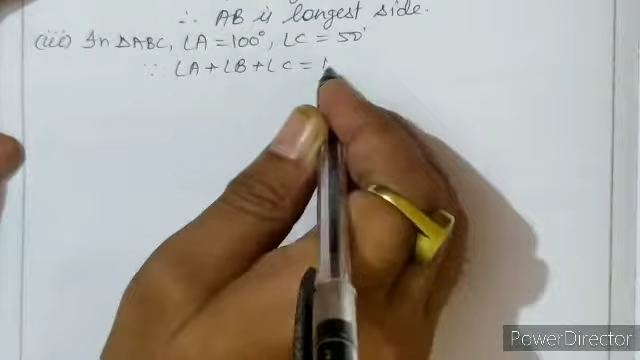 ∴ AB is longest side.
(iii) In ΔABC, ∠A = 100°, ∠C = 50°
∵ ∠A + ∠B + ∠C = 1
PowerDirector